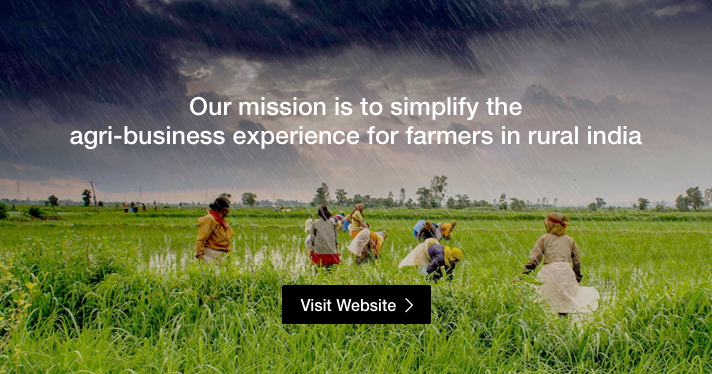 Our mission is to simplify the
agri-business experience for farmers in rural india
Visit Website